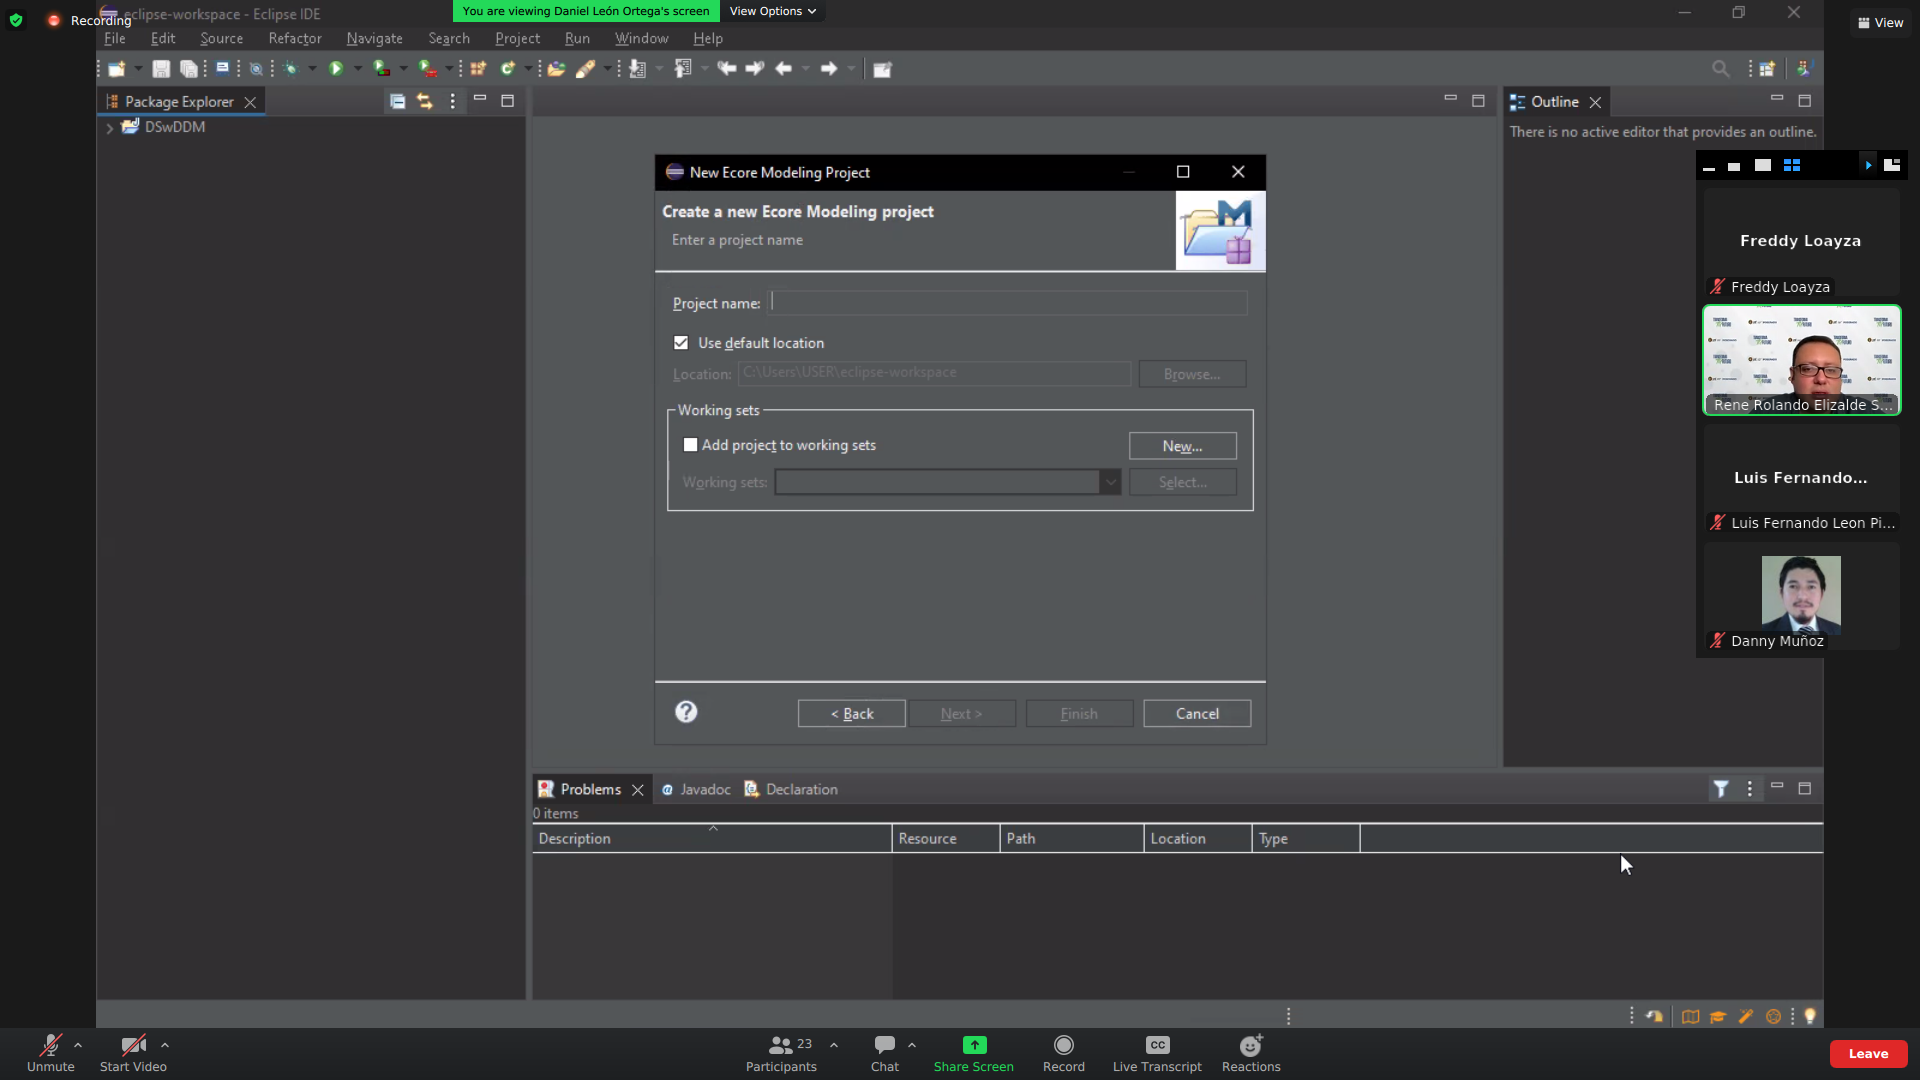 Recording
eclipse-workspace - Eclipse IDE
You are viewing Daniel León Ortega's screen
View Options
View
File Edit Source Refactor Navigate Search Project Run Window Help
Package Explorer
DSwDDM
Outline
There is no active editor that provides an outline.
New Ecore Modeling Project
Create a new Ecore Modeling project
Enter a project name
Project name:
Use default location
Location: C:\Users\USER\eclipse-workspace
Browse...
Working sets
Add project to working sets
New...
Working sets:
Select...
< Back
Next >
Finish
Cancel
Freddy Loayza
Freddy Loayza
Rene Rolando Elizalde S...
Luis Fernando...
Luis Fernando Leon Pi...
Danny Muñoz
Problems
Javadoc
Declaration
0 items
Description Resource Path Location Type
Unmute
Start Video
23
Participants
Chat
Share Screen
Record
CC
Live Transcript
Reactions
Leave